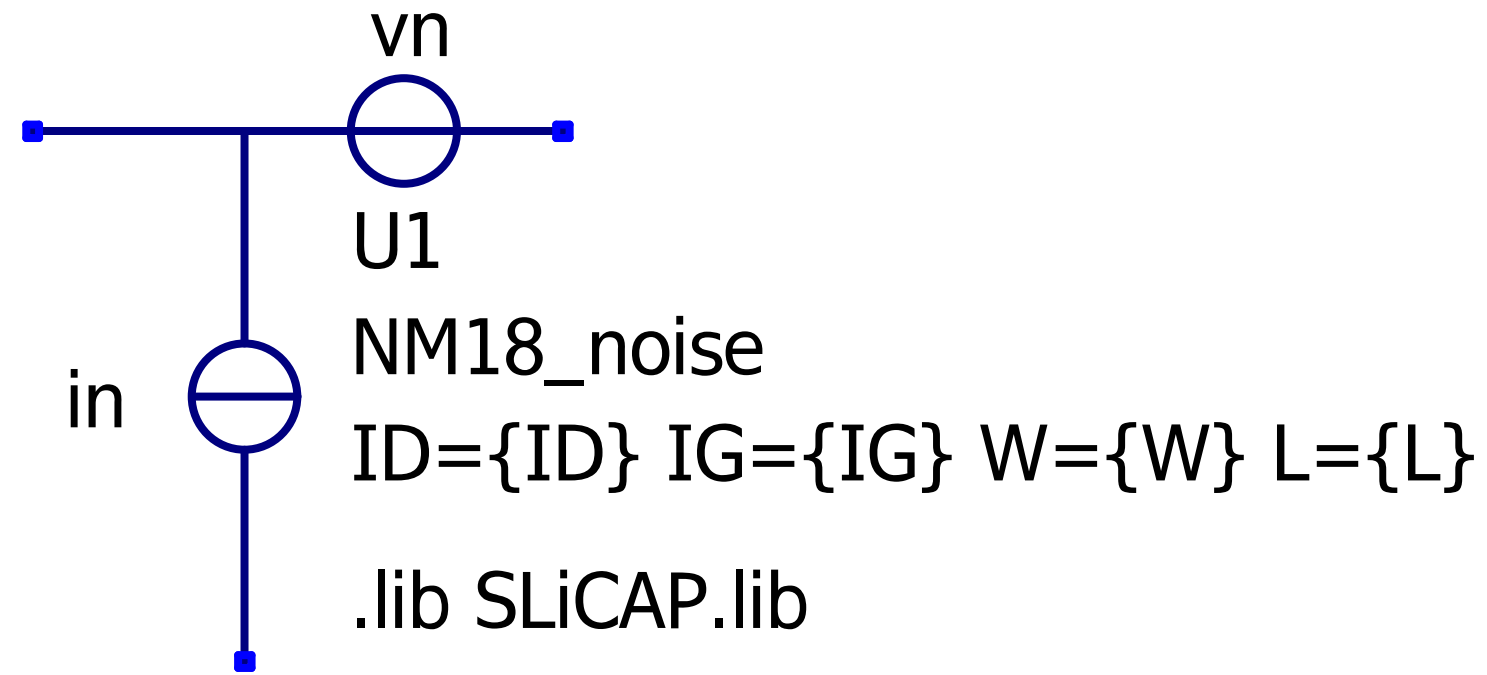 vn
U1
NM18_noise
in
ID={ID} IG={IG} W={W} L={L}
.lib SLiCAP.lib